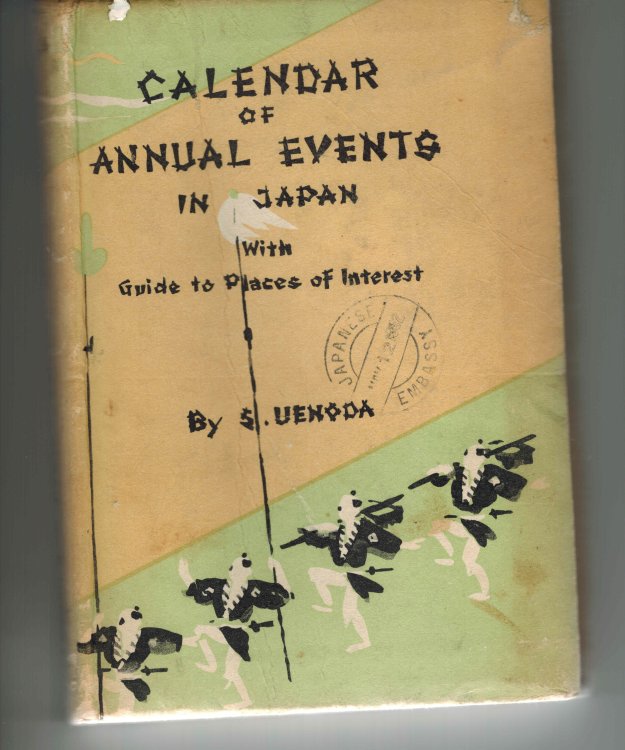 CALENDAR
OF
ANNUAL EVENTS
IN JAPAN
With
Guide to Places of Interest
JAPANESE
EMBASSY
By S. UENODA